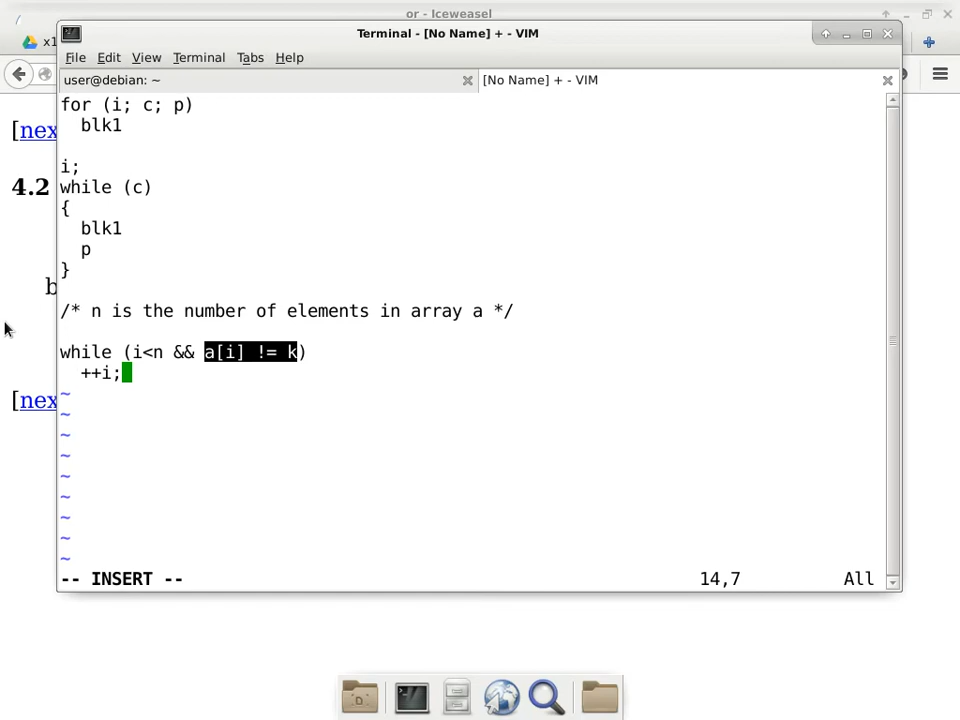 or - Iceweasel
Terminal - [No Name] + - VIM
x1
File Edit View Terminal Tabs Help
user@debian: ~
[No Name] + - VIM
for (i; c; p)
  blk1
[nex
i;
4.2
while (c)
{
  blk1
  p
}
b
/* n is the number of elements in array a */
while (i<n && a[i] != k)
  ++i;
[nex
~
~
~
~
~
~
~
~
~
-- INSERT --
14,7
All